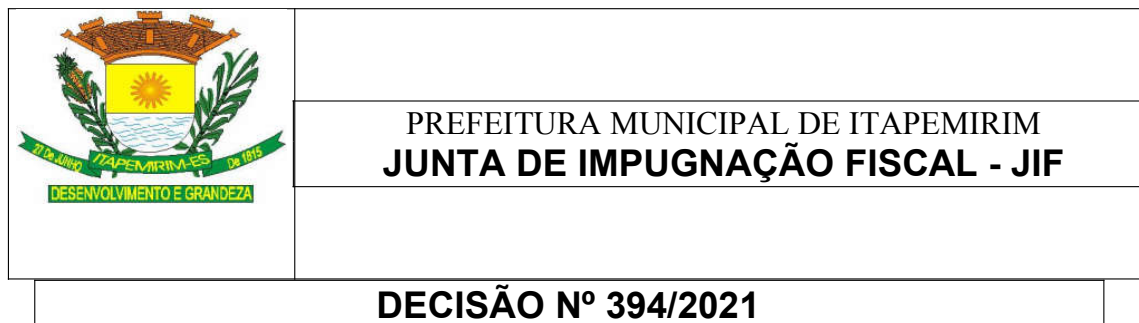 27 De JUNHO ITAPEMIRIM-ES De 1815
DESENVOLVIMENTO E GRANDEZA
PREFEITURA MUNICIPAL DE ITAPEMIRIM
JUNTA DE IMPUGNAÇÃO FISCAL - JIF
DECISÃO Nº 394/2021